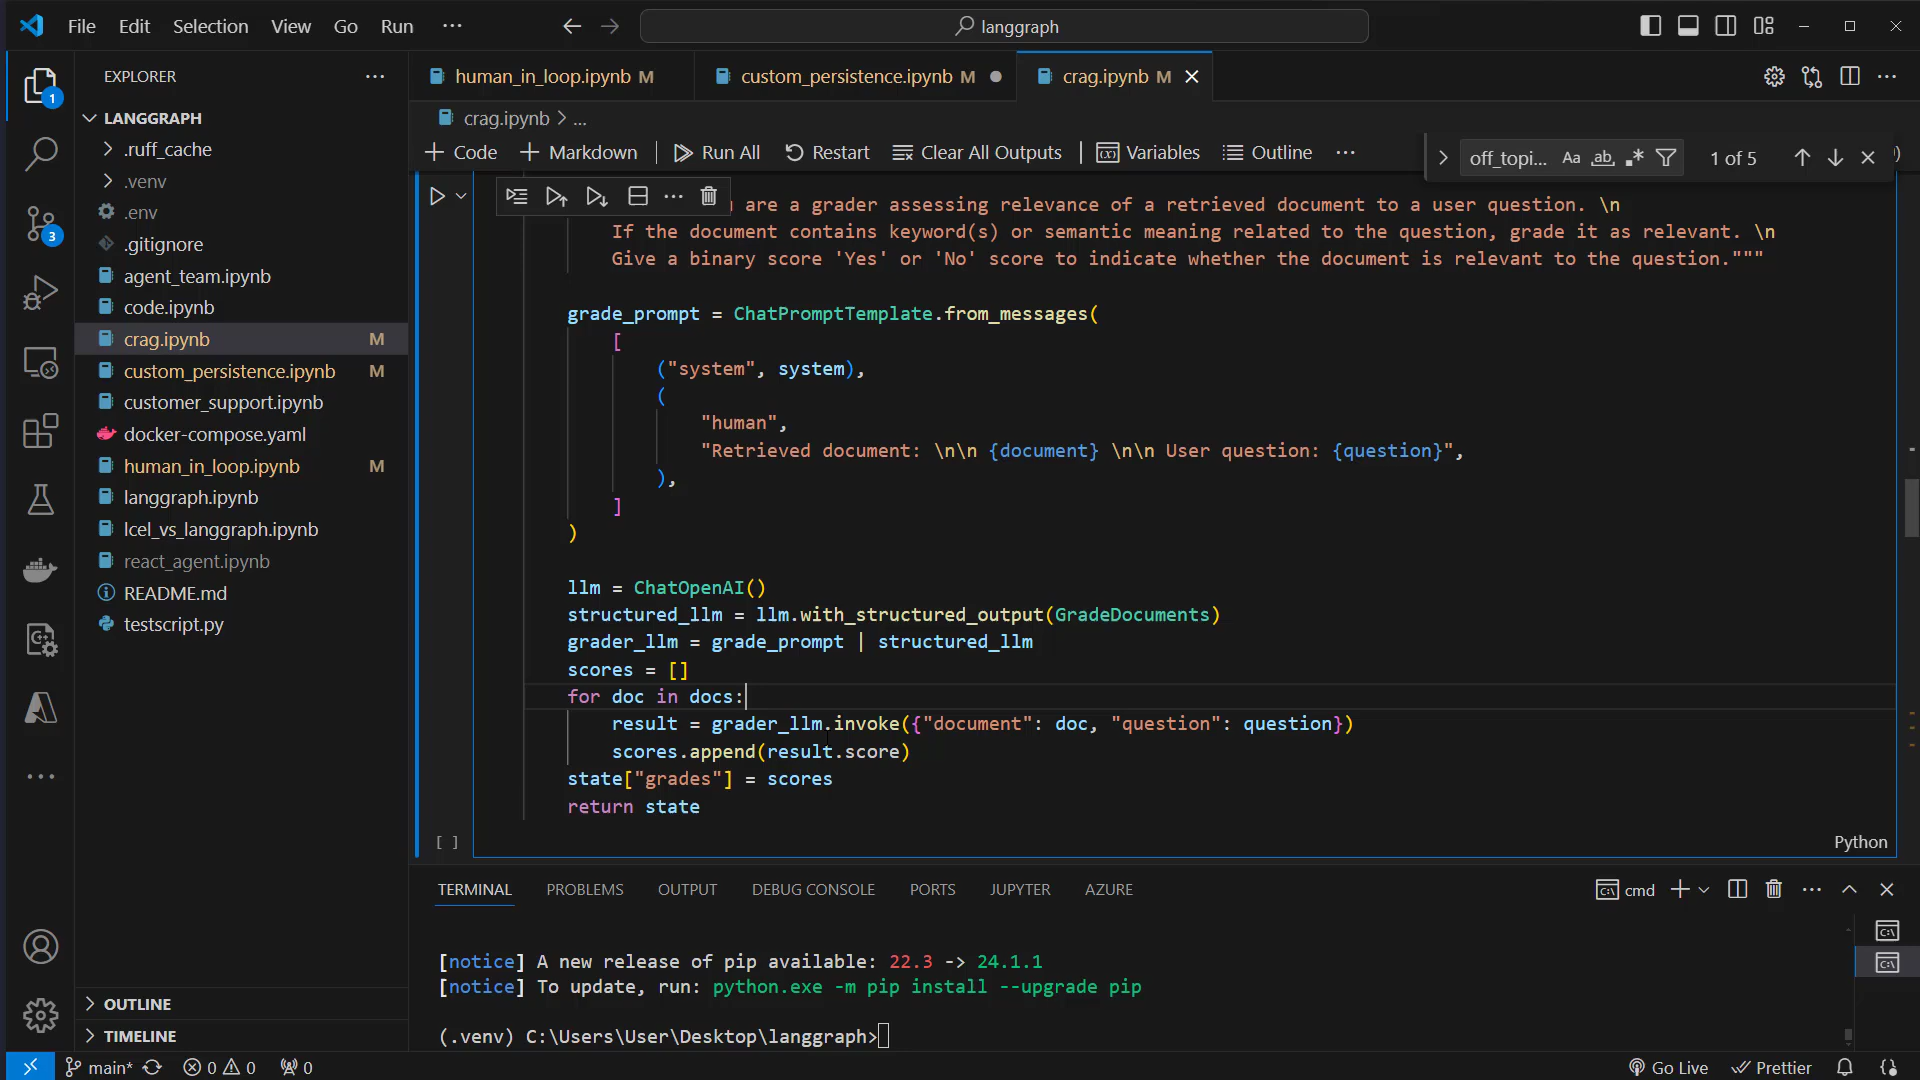 File Edit Selection View Go Run ··· langgraph
EXPLORER ···
LANGGRAPH
.ruff_cache
.venv
.env
.gitignore
agent_team.ipynb
code.ipynb
crag.ipynb M
custom_persistence.ipynb M
customer_support.ipynb
docker-compose.yaml
human_in_loop.ipynb M
langgraph.ipynb
lcel_vs_langgraph.ipynb
react_agent.ipynb
README.md
testscript.py
OUTLINE
TIMELINE
1
3
human_in_loop.ipynb M custom_persistence.ipynb M crag.ipynb M
crag.ipynb > ...
+ Code + Markdown Run All Restart Clear All Outputs Variables Outline ···
off_topi... Aa ab 1 of 5
are a grader assessing relevance of a retrieved document to a user question. \n
If the document contains keyword(s) or semantic meaning related to the question, grade it as relevant. \n
Give a binary score 'Yes' or 'No' score to indicate whether the document is relevant to the question."""
grade_prompt = ChatPromptTemplate.from_messages(
[
("system", system),
(
"human",
"Retrieved document: \n\n {document} \n\n User question: {question}",
),
]
)
llm = ChatOpenAI()
structured_llm = llm.with_structured_output(GradeDocuments)
grader_llm = grade_prompt | structured_llm
scores = []
for doc in docs:
result = grader_llm.invoke({"document": doc, "question": question})
scores.append(result.score)
state["grades"] = scores
return state
[ ] Python
TERMINAL PROBLEMS OUTPUT DEBUG CONSOLE PORTS JUPYTER AZURE cmd
[notice] A new release of pip available: 22.3 -> 24.1.1
[notice] To update, run: python.exe -m pip install --upgrade pip
(.venv) C:\Users\User\Desktop\langgraph>
main* 0 0 0 Go Live Prettier